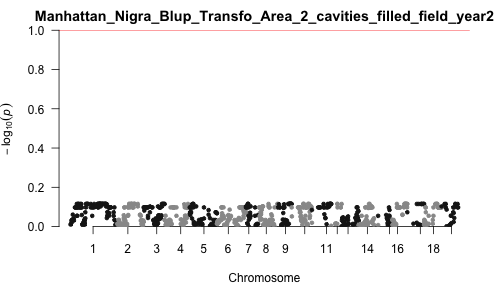 Manhattan_Nigra_Blup_Transfo_Area_2_cavities_filled_field_year2
1.0
0.8
0.6
0.4
0.2
0.0
− log10(p)
1 2 3 4 5 6 7 8 9 11 14 16 18
Chromosome